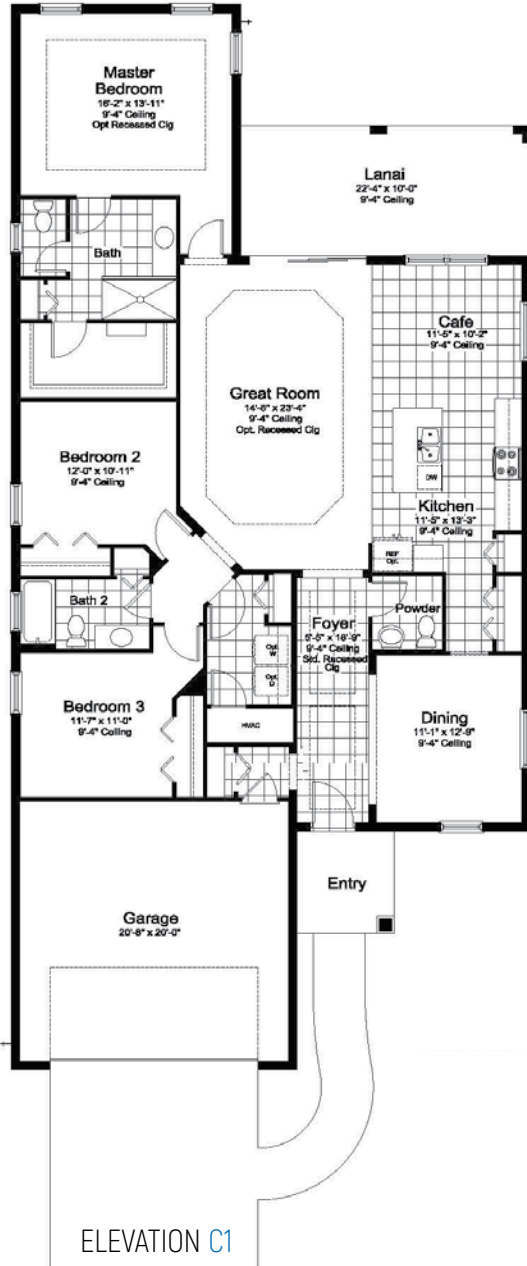 Master
Bedroom
16'-2" x 13'-11"
9'-4" Ceiling
Opt Recessed Clg
Lanai
22'-4" x 10'-0"
9'-4" Ceiling
Bath
Cafe
11'-5" x 10'-2"
9'-4" Ceiling
Great Room
14'-8" x 23'-4"
9'-4" Ceiling
Opt. Recessed Clg
Bedroom 2
12'-0" x 10'-11"
9'-4" Ceiling
DW
Kitchen
11'-5" x 13'-3"
9'-4" Ceiling
REF
Opt.
Bath 2
Foyer
5'-5" x 16'-9"
9'-4" Ceiling
Std. Recessed
Clg
Powder
Opt.
W
Opt.
D
Bedroom 3
11'-7" x 11'-0"
9'-4" Ceiling
HVAC
Dining
11'-1" x 12'-9"
9'-4" Ceiling
Entry
Garage
20'-8" x 20'-0"
ELEVATION C1